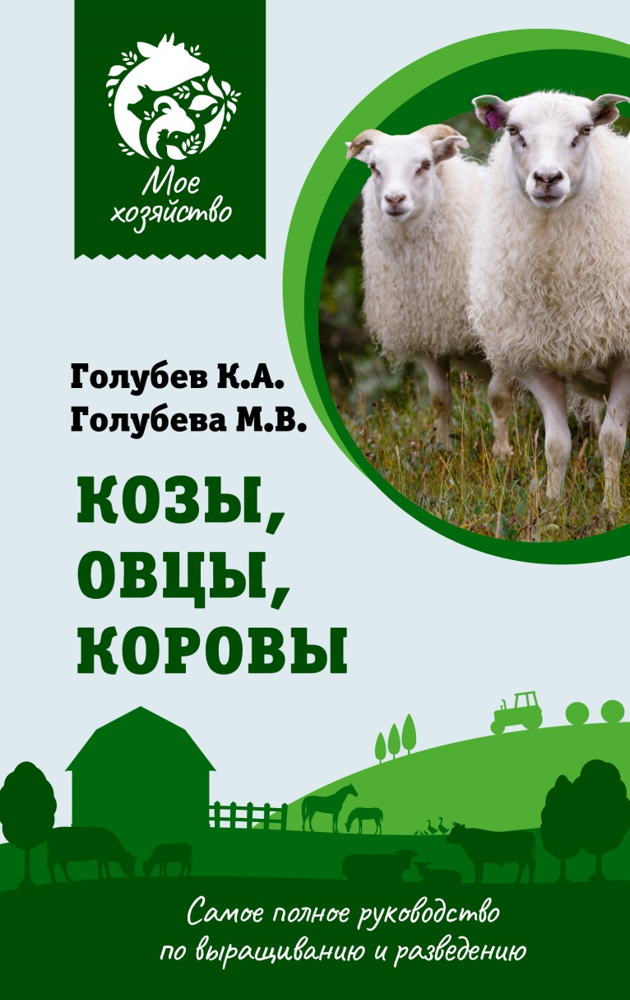 Мое
хозяйство
Голубев К.А.
Голубева М.В.
КОЗЫ,
ОВЦЫ,
КОРОВЫ
Самое полное руководство
по выращиванию и разведению